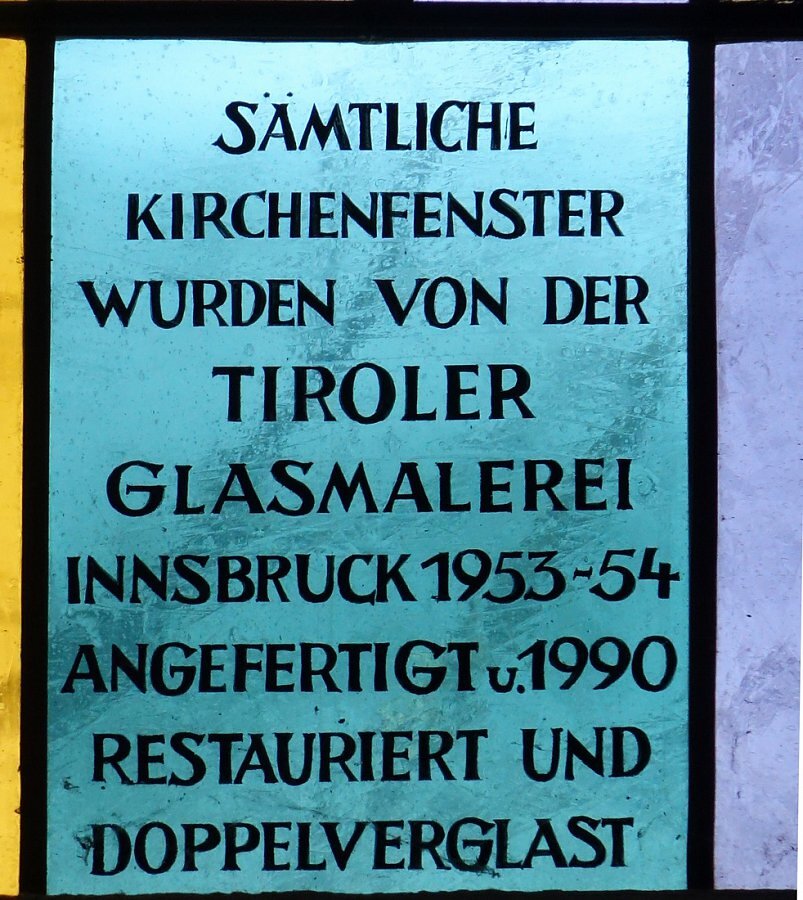 SÄMTLICHE
KIRCHENFENSTER
WURDEN VON DER
TIROLER
GLASMALEREI
INNSBRUCK 1953-54
ANGEFERTIGT u. 1990
RESTAURIERT UND
DOPPELVERGLAST